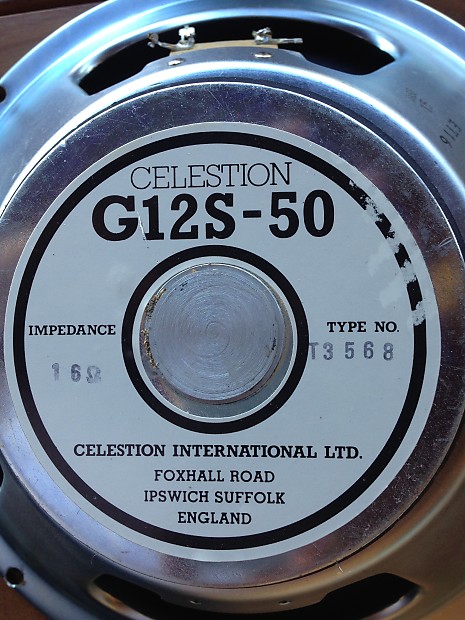 CELESTION
G12S-50
IMPEDANCE
16Ω
TYPE NO.
T3568
CELESTION INTERNATIONAL LTD.
FOXHALL ROAD
IPSWICH SUFFOLK
ENGLAND